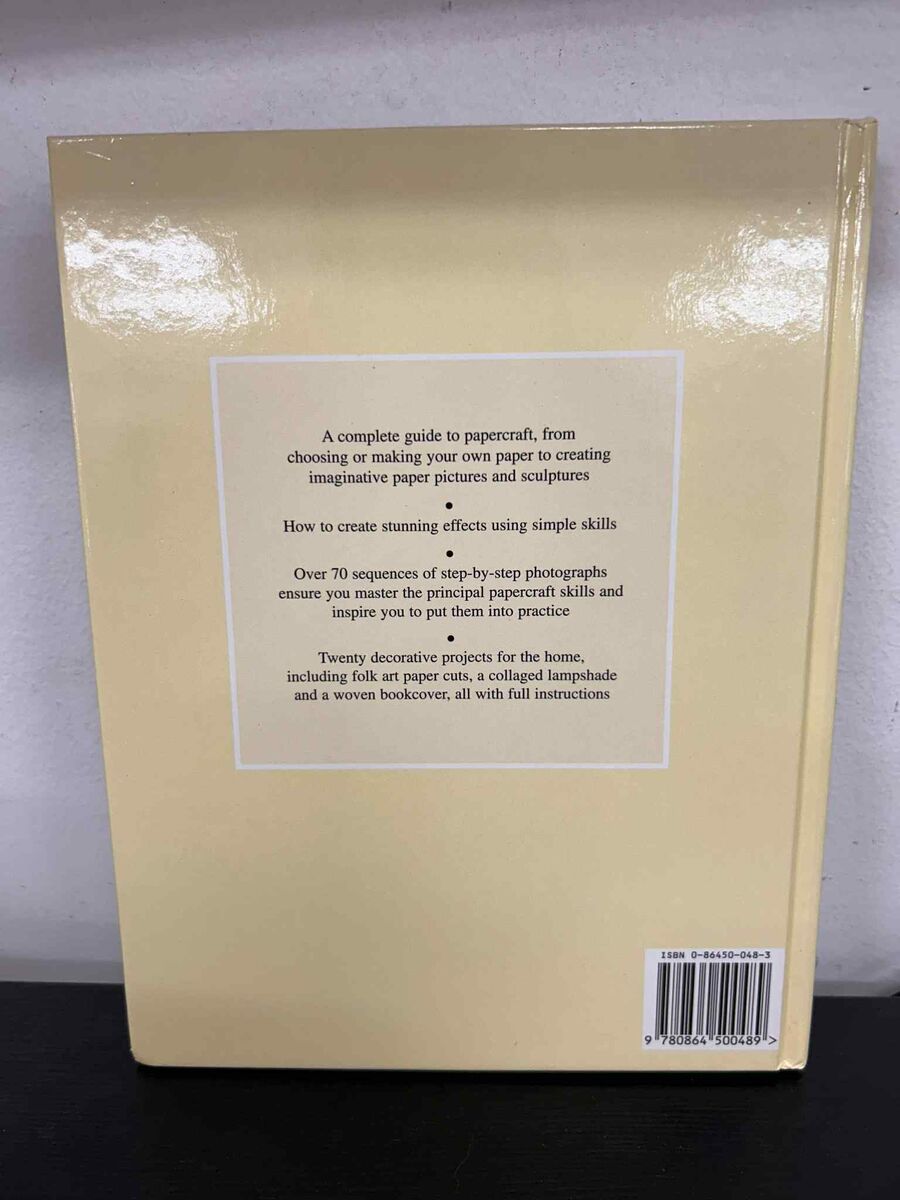 A complete guide to papercraft, from
choosing or making your own paper to creating
imaginative paper pictures and sculptures
•
How to create stunning effects using simple skills
•
Over 70 sequences of step-by-step photographs
ensure you master the principal papercraft skills and
inspire you to put them into practice
•
Twenty decorative projects for the home,
including folk art paper cuts, a collaged lampshade
and a woven bookcover, all with full instructions
ISBN 0-86450-048-3
9 780864 500489 >